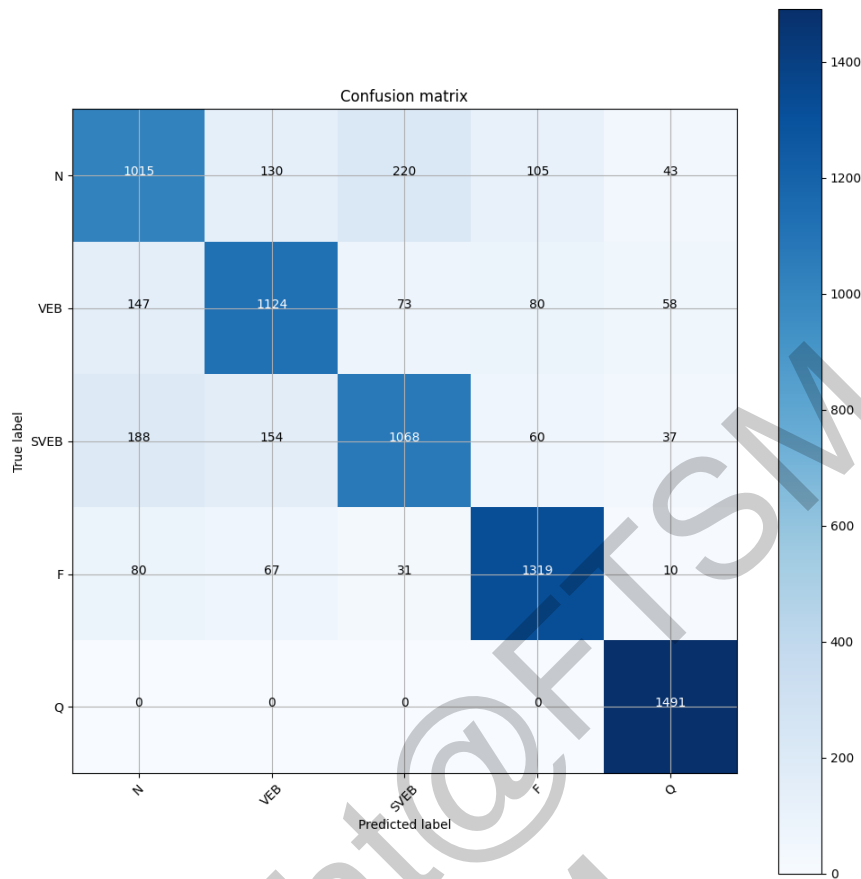 Confusion matrix
N 1015 130 220 105 43
VEB 147 1124 73 80 58
SVEB 188 154 1068 60 37
F 80 67 31 1319 10
Q 0 0 0 0 1491
N VEB SVEB F Q
True label
Predicted label
1400
1200
1000
800
600
400
200
0
ht@FTSM